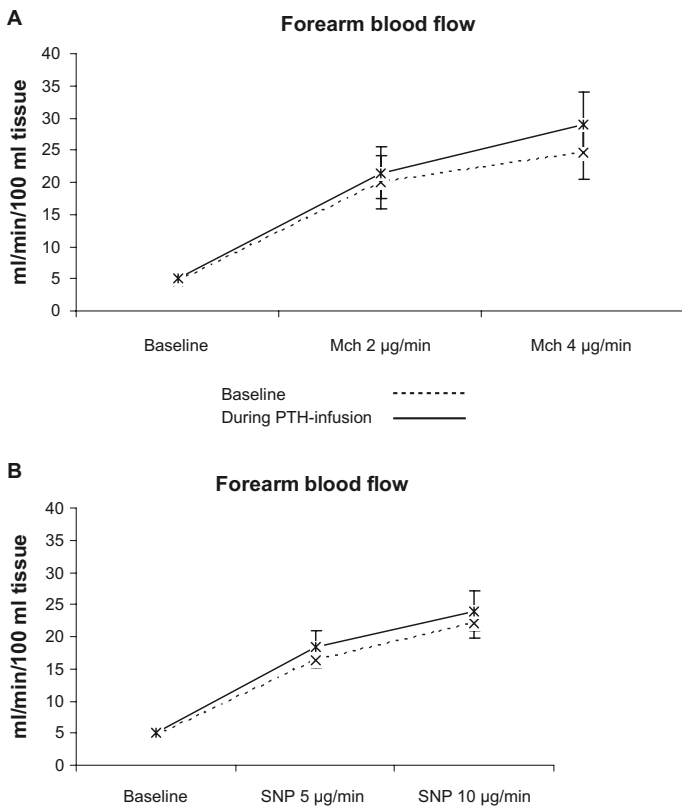 A
Forearm blood flow
ml/min/100 ml tissue
40
35
30
25
20
15
10
5
0
Baseline Mch 2 µg/min Mch 4 µg/min
Baseline
During PTH-infusion
B
Forearm blood flow
ml/min/100 ml tissue
40
35
30
25
20
15
10
5
0
Baseline SNP 5 µg/min SNP 10 µg/min